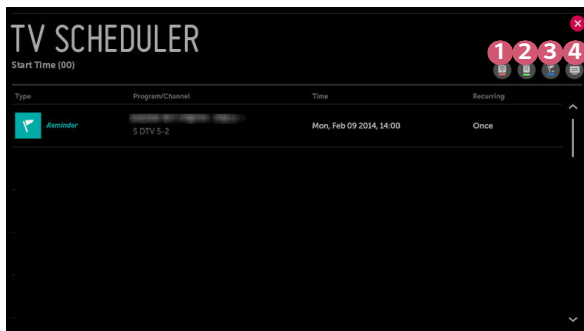 TV SCHEDULER
Start Time (00)
1 2 3 4
Type Program/Channel Time Recurring
Reminder S DTV 5-2 Mon, Feb 09 2014, 14:00 Once